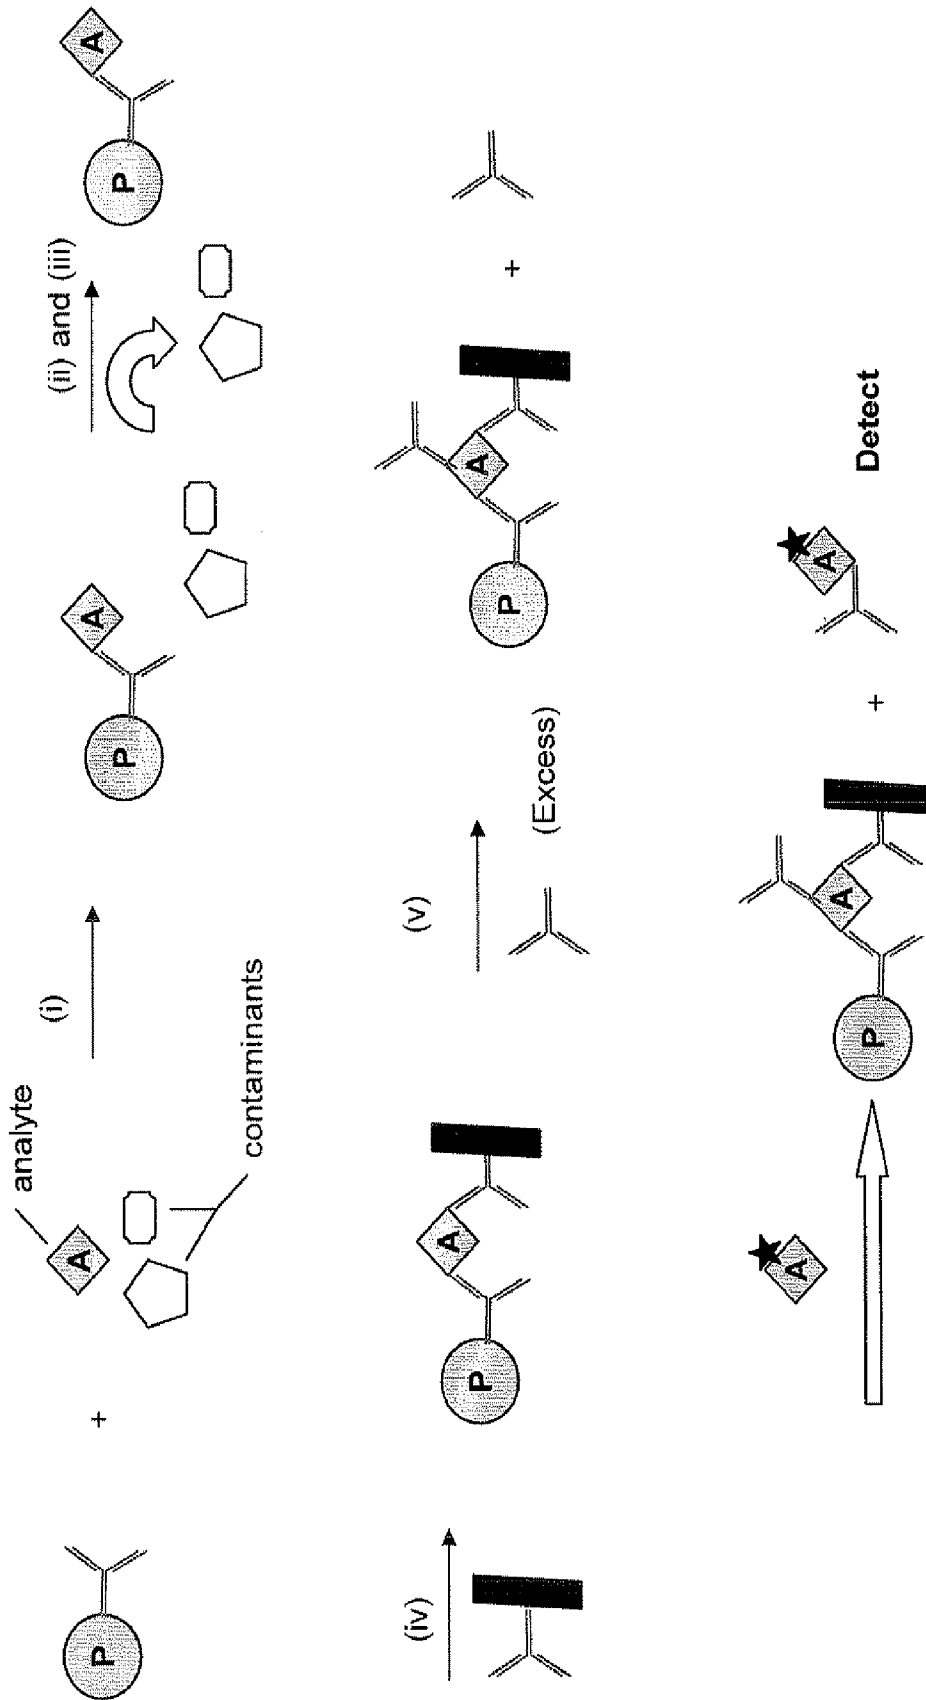 analyte
(i)
(ii) and (iii)
P
+
A
P
A
P
A
contaminants
(iv)
(v)
P
A
(Excess)
P
A
+
A
P
A
+
A
Detect